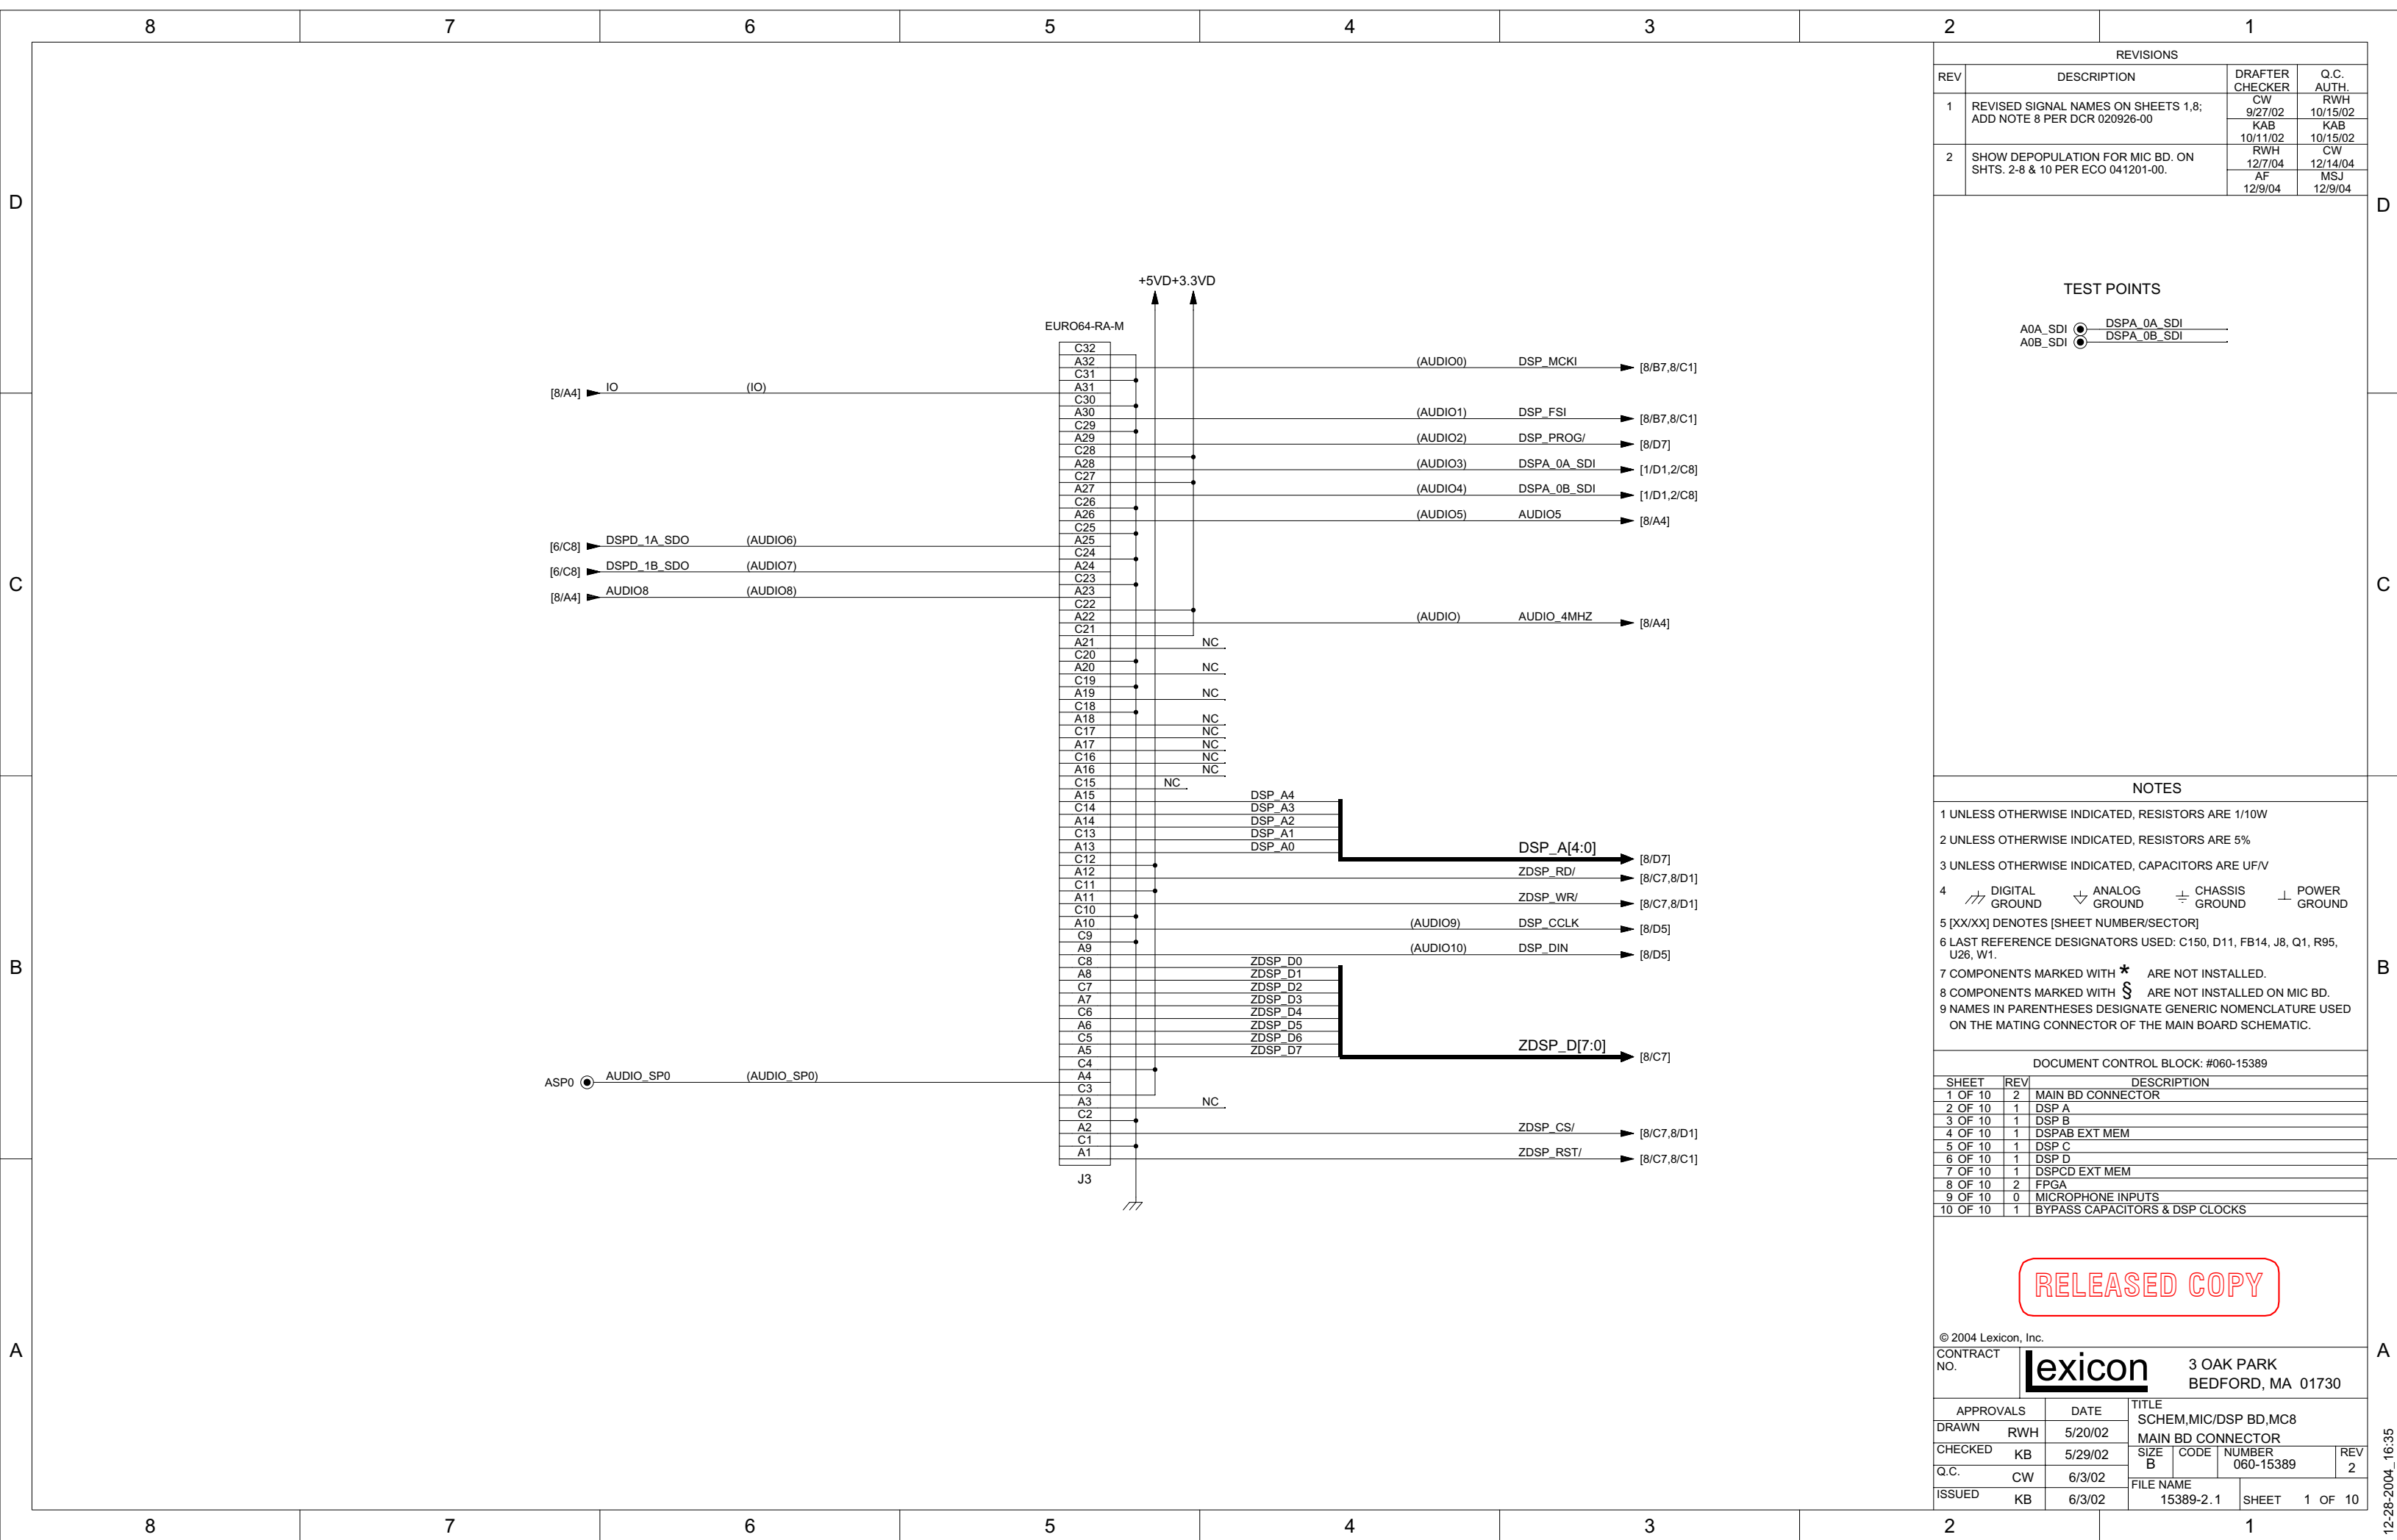 8 7 6 5 4 3 2 1
REVISIONS
REV DESCRIPTION DRAFTER CHECKER Q.C. AUTH.
1 REVISED SIGNAL NAMES ON SHEETS 1,8; CW 9/27/02 RWH 10/15/02
ADD NOTE 8 PER DCR 020926-00 KAB 10/11/02 KAB 10/15/02
2 SHOW DEPOPULATION FOR MIC BD. ON RWH 12/7/04 CW 12/14/04
SHTS. 2-8 & 10 PER ECO 041201-00. AF 12/9/04 MSJ 12/9/04
D D
TEST POINTS
A0A_SDI DSPA_0A_SDI
A0B_SDI DSPA_0B_SDI
+5VD +3.3VD
EURO64-RA-M
C32
A32 (AUDIO0) DSP_MCKI [8/B7,8/C1]
C31
[8/A4] IO (IO) A31
C30
A30 (AUDIO1) DSP_FSI [8/B7,8/C1]
C29
A29 (AUDIO2) DSP_PROG/ [8/D7]
C28
A28 (AUDIO3) DSPA_0A_SDI [1/D1,2/C8]
C27
A27 (AUDIO4) DSPA_0B_SDI [1/D1,2/C8]
C26
A26 (AUDIO5) AUDIO5 [8/A4]
C25
[6/C8] DSPD_1A_SDO (AUDIO6) A25
C24
[6/C8] DSPD_1B_SDO (AUDIO7) A24
C23
[8/A4] AUDIO8 (AUDIO8) A23
C C
C22
A22 (AUDIO) AUDIO_4MHZ [8/A4]
C21
A21 NC
C20
A20 NC
C19
A19 NC
C18
A18 NC
C17 NC
A17 NC
C16 NC
A16 NC
C15 NC
A15 DSP_A4
C14 DSP_A3
A14 DSP_A2
C13 DSP_A1
A13 DSP_A0
DSP_A[4:0] [8/D7]
C12
A12 ZDSP_RD/ [8/C7,8/D1]
C11
A11 ZDSP_WR/ [8/C7,8/D1]
C10
A10 (AUDIO9) DSP_CCLK [8/D5]
C9
A9 (AUDIO10) DSP_DIN [8/D5]
C8 ZDSP_D0
A8 ZDSP_D1
C7 ZDSP_D2
A7 ZDSP_D3
C6 ZDSP_D4
A6 ZDSP_D5
C5 ZDSP_D6
A5 ZDSP_D7
ZDSP_D[7:0] [8/C7]
C4
ASP0 AUDIO_SP0 (AUDIO_SP0) A4
C3
A3 NC
C2
A2 ZDSP_CS/ [8/C7,8/D1]
C1
A1 ZDSP_RST/ [8/C7,8/C1]
J3
NOTES
1 UNLESS OTHERWISE INDICATED, RESISTORS ARE 1/10W
2 UNLESS OTHERWISE INDICATED, RESISTORS ARE 5%
3 UNLESS OTHERWISE INDICATED, CAPACITORS ARE UF/V
4 DIGITAL GROUND ANALOG GROUND CHASSIS GROUND POWER GROUND
5 [XX/XX] DENOTES [SHEET NUMBER/SECTOR]
6 LAST REFERENCE DESIGNATORS USED: C150, D11, FB14, J8, Q1, R95,
U26, W1.
B B
7 COMPONENTS MARKED WITH * ARE NOT INSTALLED.
8 COMPONENTS MARKED WITH § ARE NOT INSTALLED ON MIC BD.
9 NAMES IN PARENTHESES DESIGNATE GENERIC NOMENCLATURE USED
ON THE MATING CONNECTOR OF THE MAIN BOARD SCHEMATIC.
DOCUMENT CONTROL BLOCK: #060-15389
SHEET REV DESCRIPTION
1 OF 10 2 MAIN BD CONNECTOR
2 OF 10 1 DSP A
3 OF 10 1 DSP B
4 OF 10 1 DSPAB EXT MEM
5 OF 10 1 DSP C
6 OF 10 1 DSP D
7 OF 10 1 DSPCD EXT MEM
8 OF 10 2 FPGA
9 OF 10 0 MICROPHONE INPUTS
10 OF 10 1 BYPASS CAPACITORS & DSP CLOCKS
RELEASED COPY
© 2004 Lexicon, Inc.
A A
CONTRACT NO.
Lexicon
3 OAK PARK
BEDFORD, MA 01730
APPROVALS DATE
DRAWN RWH 5/20/02
CHECKED KB 5/29/02
Q.C. CW 6/3/02
ISSUED KB 6/3/02
TITLE
SCHEM,MIC/DSP BD,MC8
MAIN BD CONNECTOR
SIZE B CODE NUMBER 060-15389 REV 2
FILE NAME 15389-2.1 SHEET 1 OF 10
12-28-2004_16:35
8 7 6 5 4 3 2 1